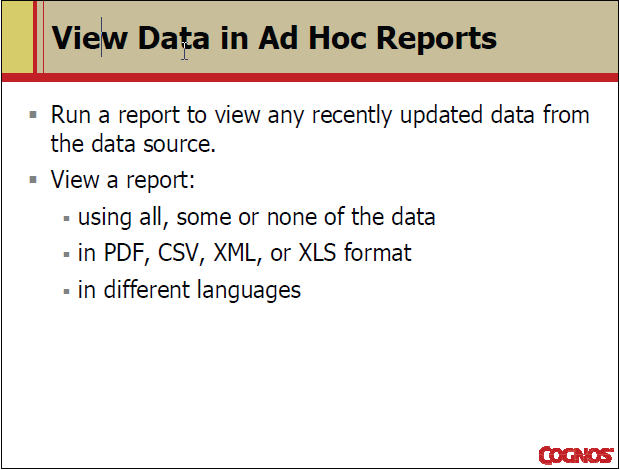 View Data in Ad Hoc Reports
▪ Run a report to view any recently updated data from
the data source.
▪ View a report:
▪ using all, some or none of the data
▪ in PDF, CSV, XML, or XLS format
▪ in different languages
COGNOS